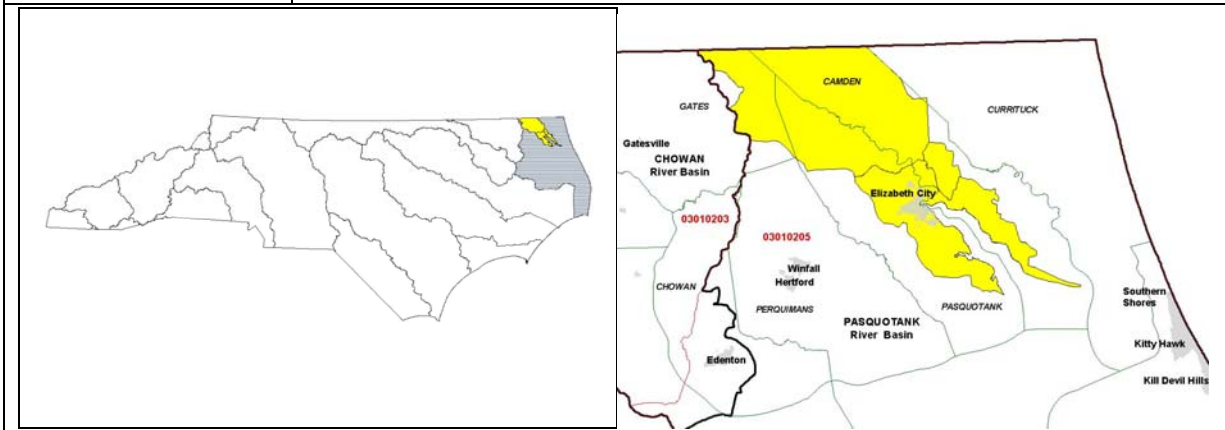 CAMDEN
GATES
CURRITUCK
Gatesville
CHOWAN
River Basin
Elizabeth City
03010203
03010205
Winfall
Hertford
CHOWAN
PERQUIMANS
PASQUOTANK
PASQUOTANK
River Basin
Edenton
Southern
Shores
Kitty Hawk
Kill Devil Hills